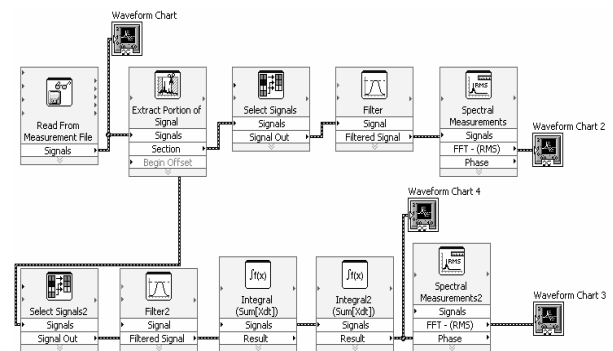 Waveform Chart
Read From
Measurement File
Signals
Extract Portion of
Signal
Signals
Section
Begin Offset
Select Signals
Signals
Signal Out
Filter
Signal
Filtered Signal
RMS
Spectral
Measurements
Signals
FFT - (RMS)
Phase
Waveform Chart 2
Select Signals2
Signals
Signal Out
Filter2
Signal
Filtered Signal
∫f(x)
Integral
(Sum[Xdt])
Signals
Result
∫f(x)
Integral2
(Sum[Xdt])
Signals
Result
Waveform Chart 4
RMS
Spectral
Measurements2
Signals
FFT - (RMS)
Phase
Waveform Chart 3